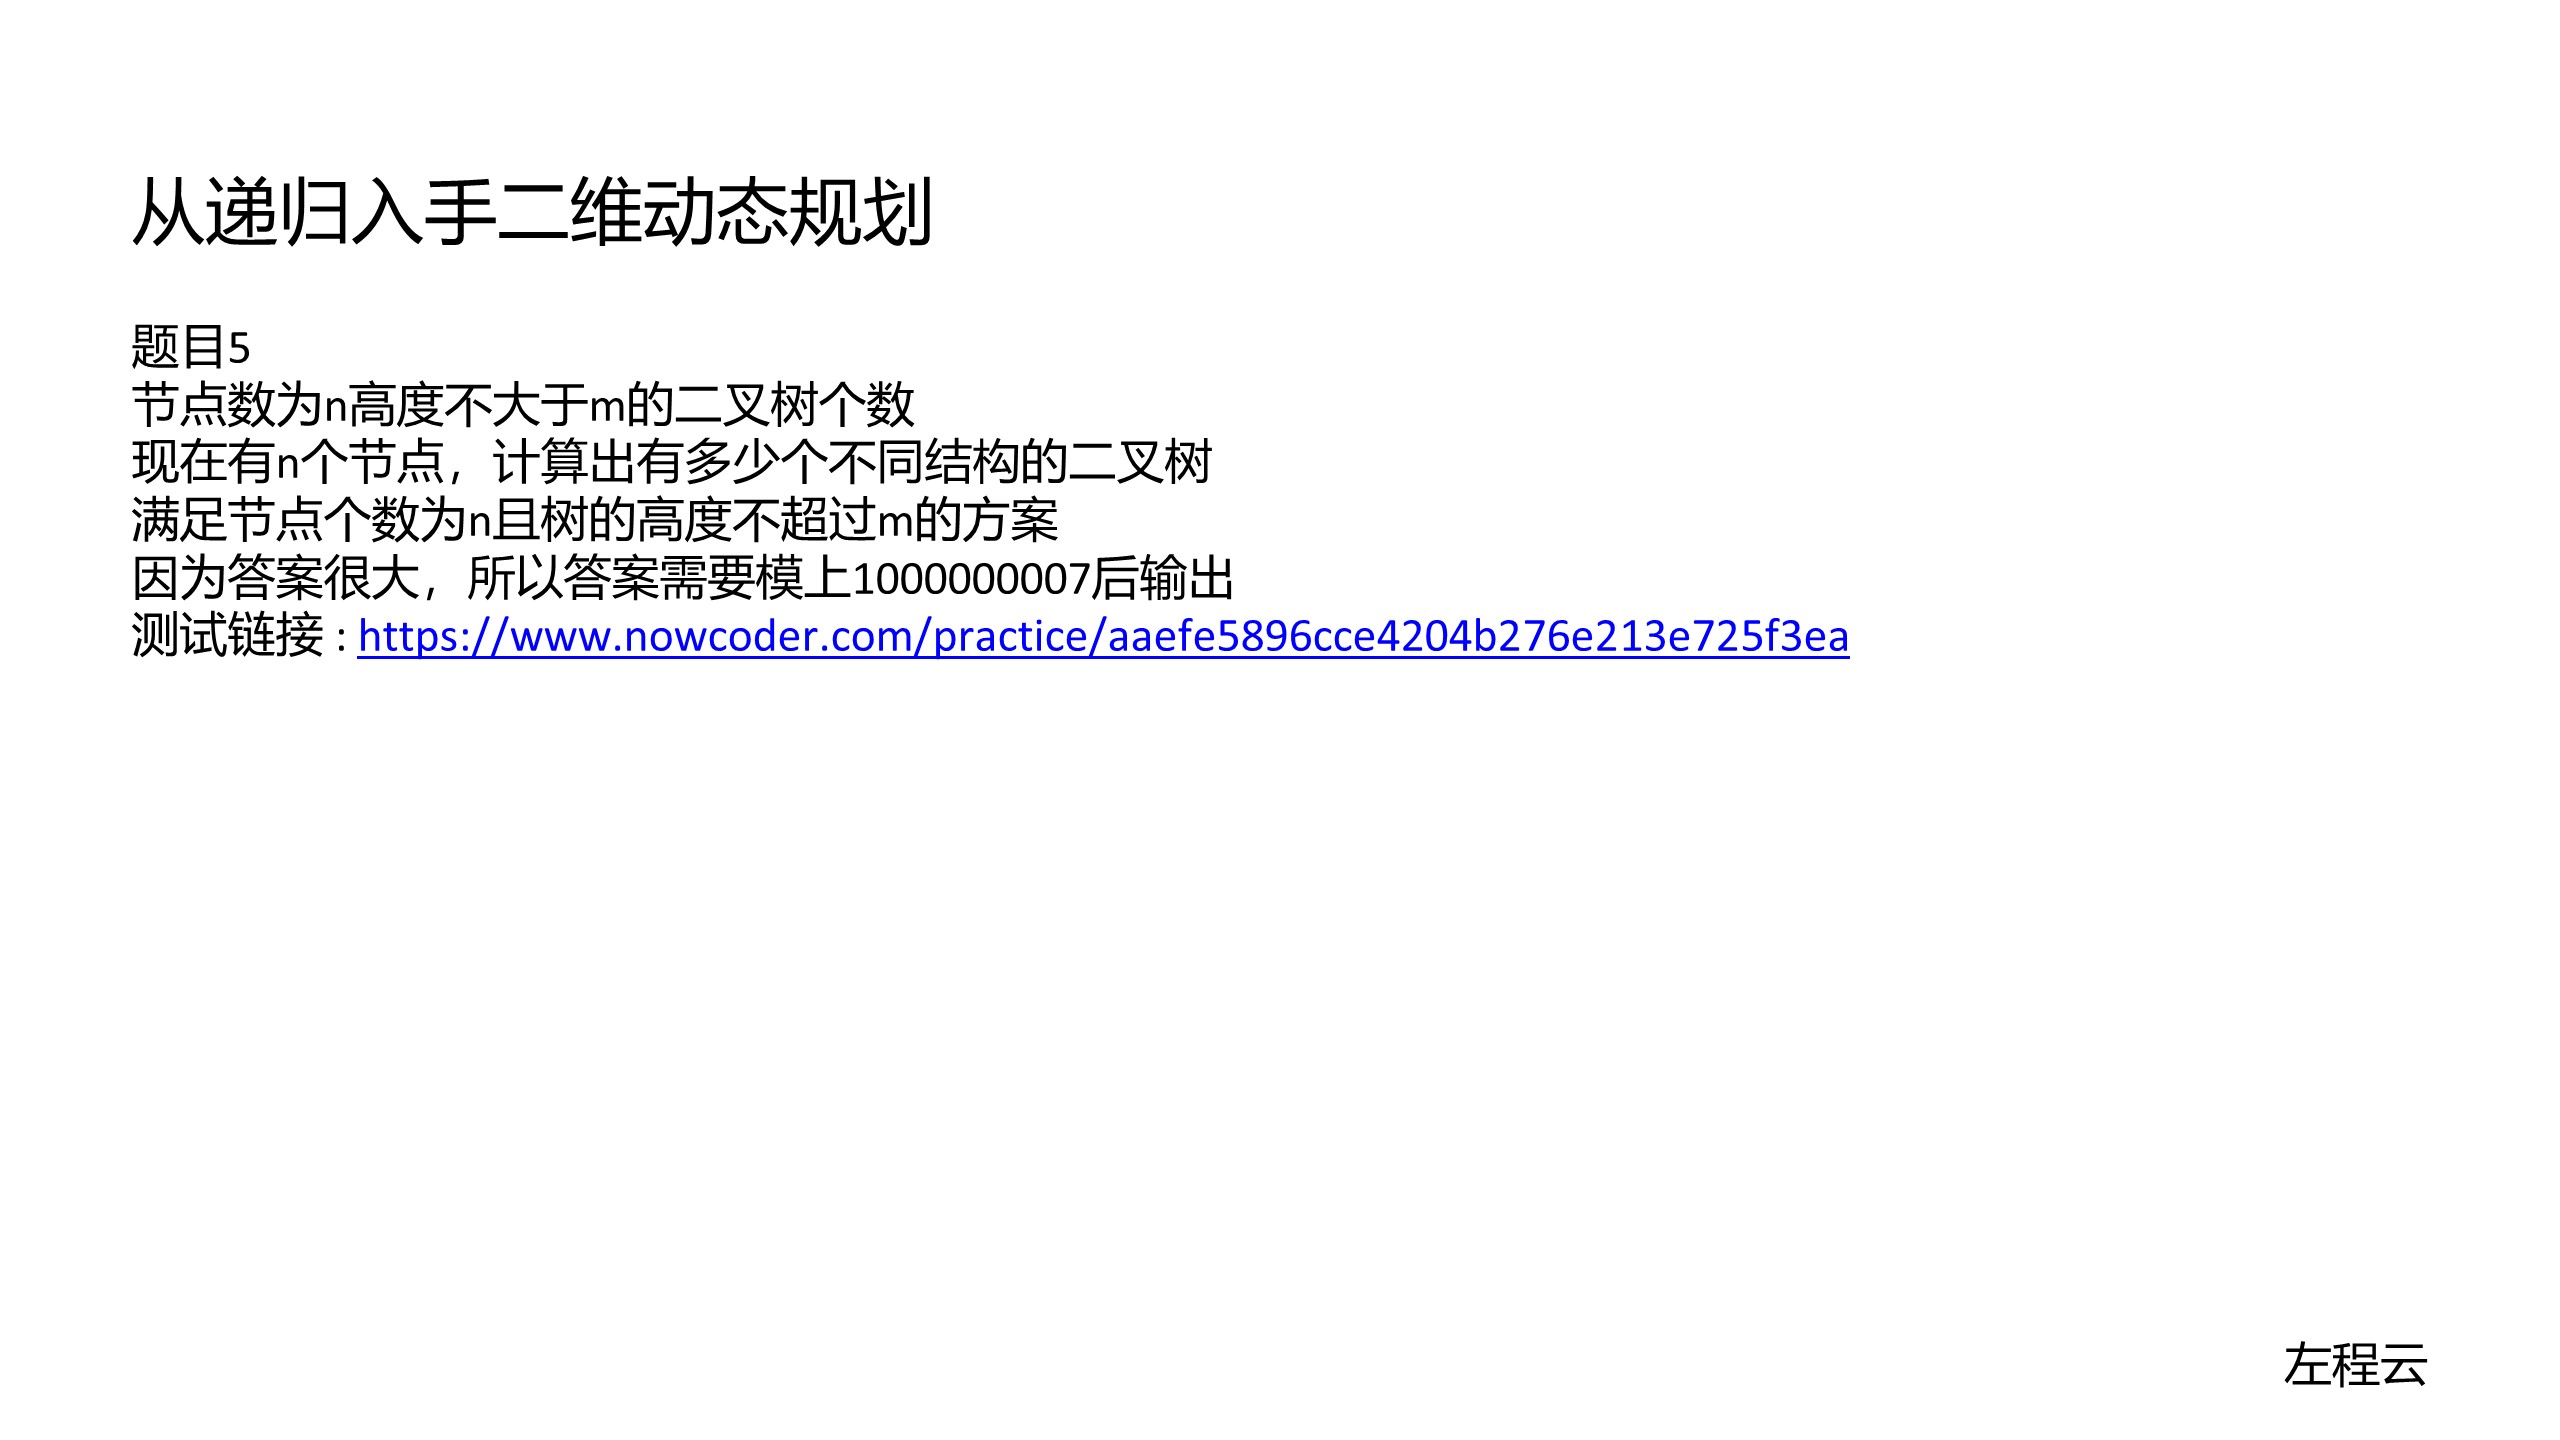 从递归入手二维动态规划
题目5
节点数为n高度不大于m的二叉树个数
现在有n个节点，计算出有多少个不同结构的二叉树
满足节点个数为n且树的高度不超过m的方案
因为答案很大，所以答案需要模上1000000007后输出
测试链接 : https://www.nowcoder.com/practice/aaefe5896cce4204b276e213e725f3ea
左程云